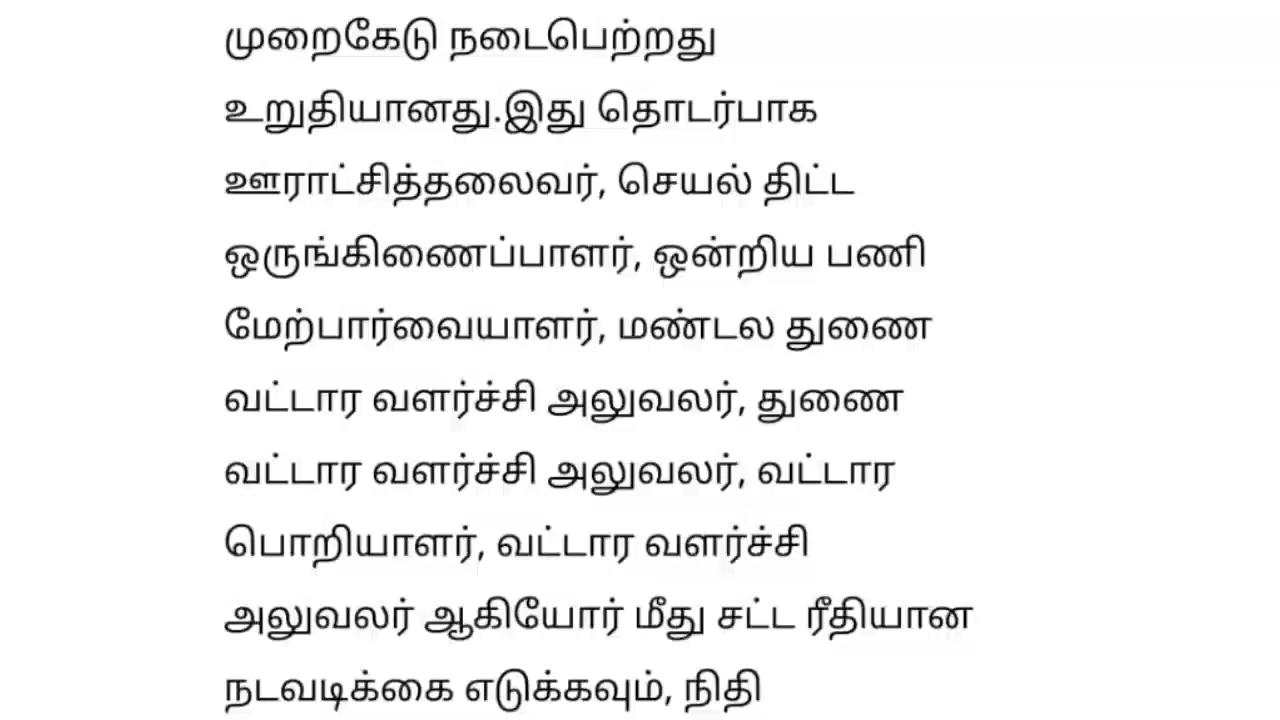 முறைகேடு நடைபெற்றது
உறுதியானது.இது தொடர்பாக
ஊராட்சித்தலைவர், செயல் திட்ட
ஒருங்கிணைப்பாளர், ஒன்றிய பணி
மேற்பார்வையாளர், மண்டல துணை
வட்டார வளர்ச்சி அலுவலர், துணை
வட்டார வளர்ச்சி அலுவலர், வட்டார
பொறியாளர், வட்டார வளர்ச்சி
அலுவலர் ஆகியோர் மீது சட்ட ரீதியான
நடவடிக்கை எடுக்கவும், நிதி